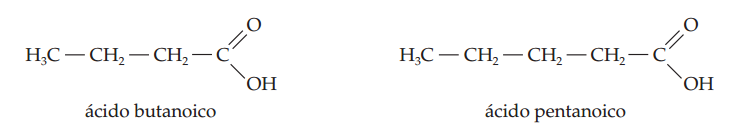 O
H₃C — CH₂ — CH₂ — C
OH
ácido butanoico
O
H₃C — CH₂ — CH₂ — CH₂ — C
OH
ácido pentanoico